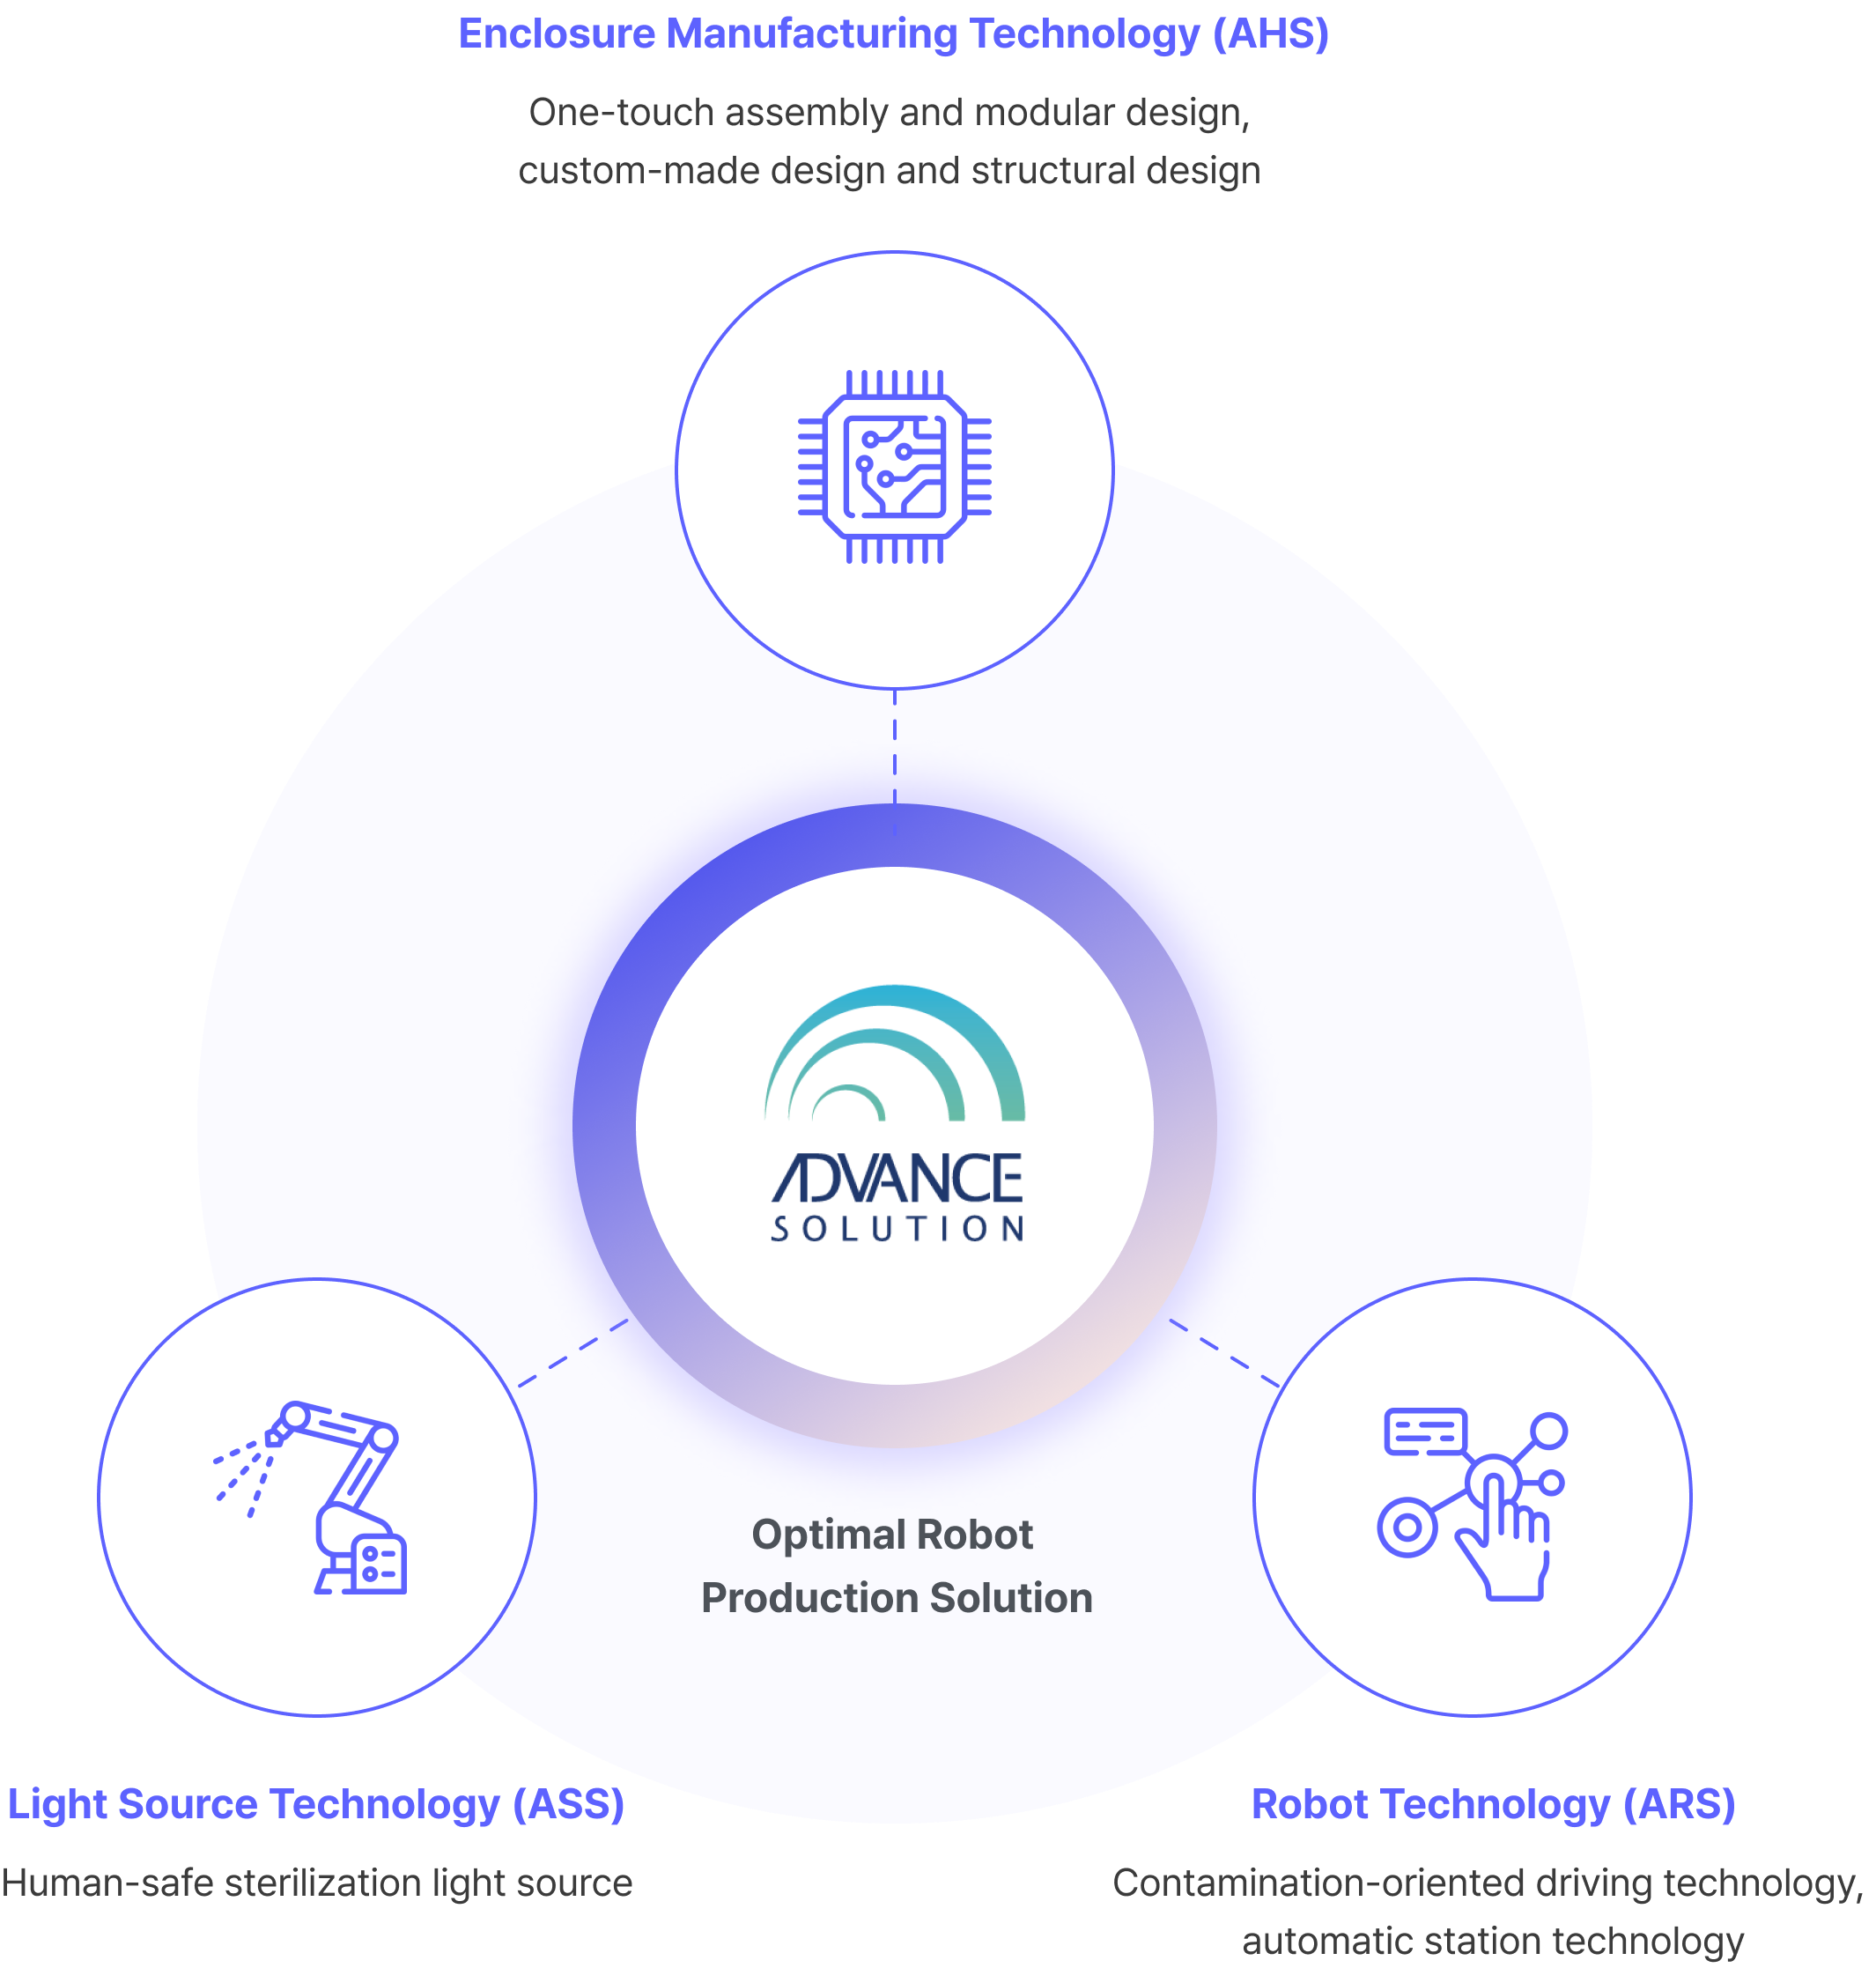 Enclosure Manufacturing Technology (AHS)
One-touch assembly and modular design,
custom-made design and structural design
ADVANCE
SOLUTION
Optimal Robot
Production Solution
Light Source Technology (ASS)
Human-safe sterilization light source
Robot Technology (ARS)
Contamination-oriented driving technology,
automatic station technology